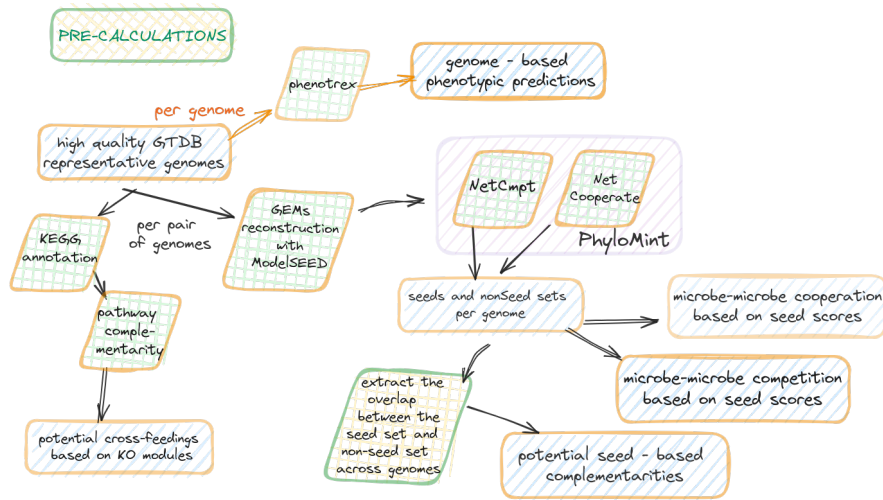 PRE-CALCULATIONS
phenotrex
genome - based
phenotypic predictions
per genome
high quality GTDB
representative genomes
KEGG
annotation
per pair
of genomes
GEMs
reconstruction
with
ModelSEED
NetCmpt
Net
Cooperate
PhyloMint
pathway
comple-
mentarity
seeds and nonSeed sets
per genome
microbe-microbe cooperation
based on seed scores
microbe-microbe competition
based on seed scores
extract the
overlap
between the
seed set and
non-seed set
across genomes
potential cross-feedings
based on KO modules
potential seed - based
complementarities